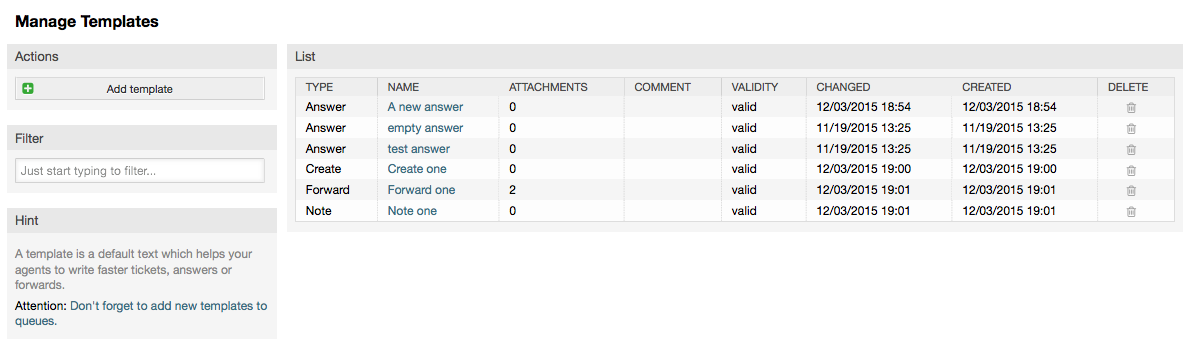 Manage Templates
Actions
Add template
Filter
Just start typing to filter...
Hint
A template is a default text which helps your
agents to write faster tickets, answers or
forwards.
Attention: Don't forget to add new templates to
queues.
List
TYPE NAME ATTACHMENTS COMMENT VALIDITY CHANGED CREATED DELETE
Answer A new answer 0 valid 12/03/2015 18:54 12/03/2015 18:54
Answer empty answer 0 valid 11/19/2015 13:25 11/19/2015 13:25
Answer test answer 0 valid 11/19/2015 13:25 11/19/2015 13:25
Create Create one 0 valid 12/03/2015 19:00 12/03/2015 19:00
Forward Forward one 2 valid 12/03/2015 19:01 12/03/2015 19:01
Note Note one 0 valid 12/03/2015 19:01 12/03/2015 19:01